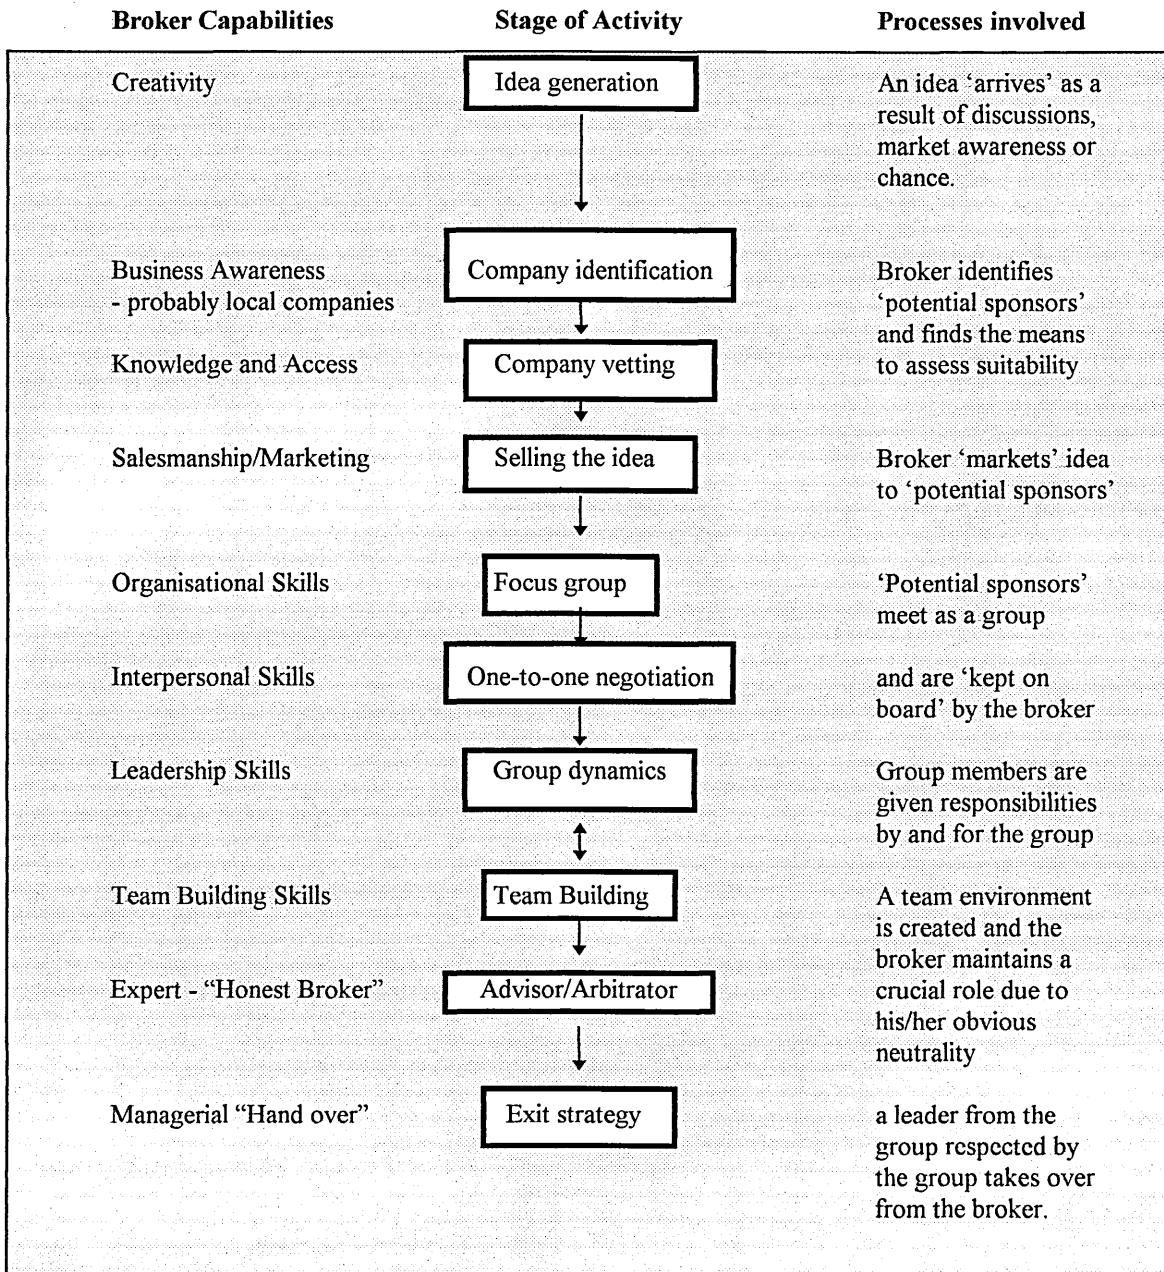 Broker Capabilities Stage of Activity Processes involved
Creativity
Idea generation
An idea ‘arrives’ as a
result of discussions,
market awareness or
chance.
Business Awareness
- probably local companies
Company identification
Broker identifies
‘potential sponsors’
and finds the means
to assess suitability
Knowledge and Access
Company vetting
Salesmanship/Marketing
Selling the idea
Broker ‘markets’ idea
to ‘potential sponsors’
Organisational Skills
Focus group
‘Potential sponsors’
meet as a group
Interpersonal Skills
One-to-one negotiation
and are ‘kept on
board’ by the broker
Leadership Skills
Group dynamics
Group members are
given responsibilities
by and for the group
Team Building Skills
Team Building
A team environment
is created and the
broker maintains a
crucial role due to
his/her obvious
neutrality
Expert - “Honest Broker”
Advisor/Arbitrator
Managerial “Hand over”
Exit strategy
a leader from the
group respected by
the group takes over
from the broker.